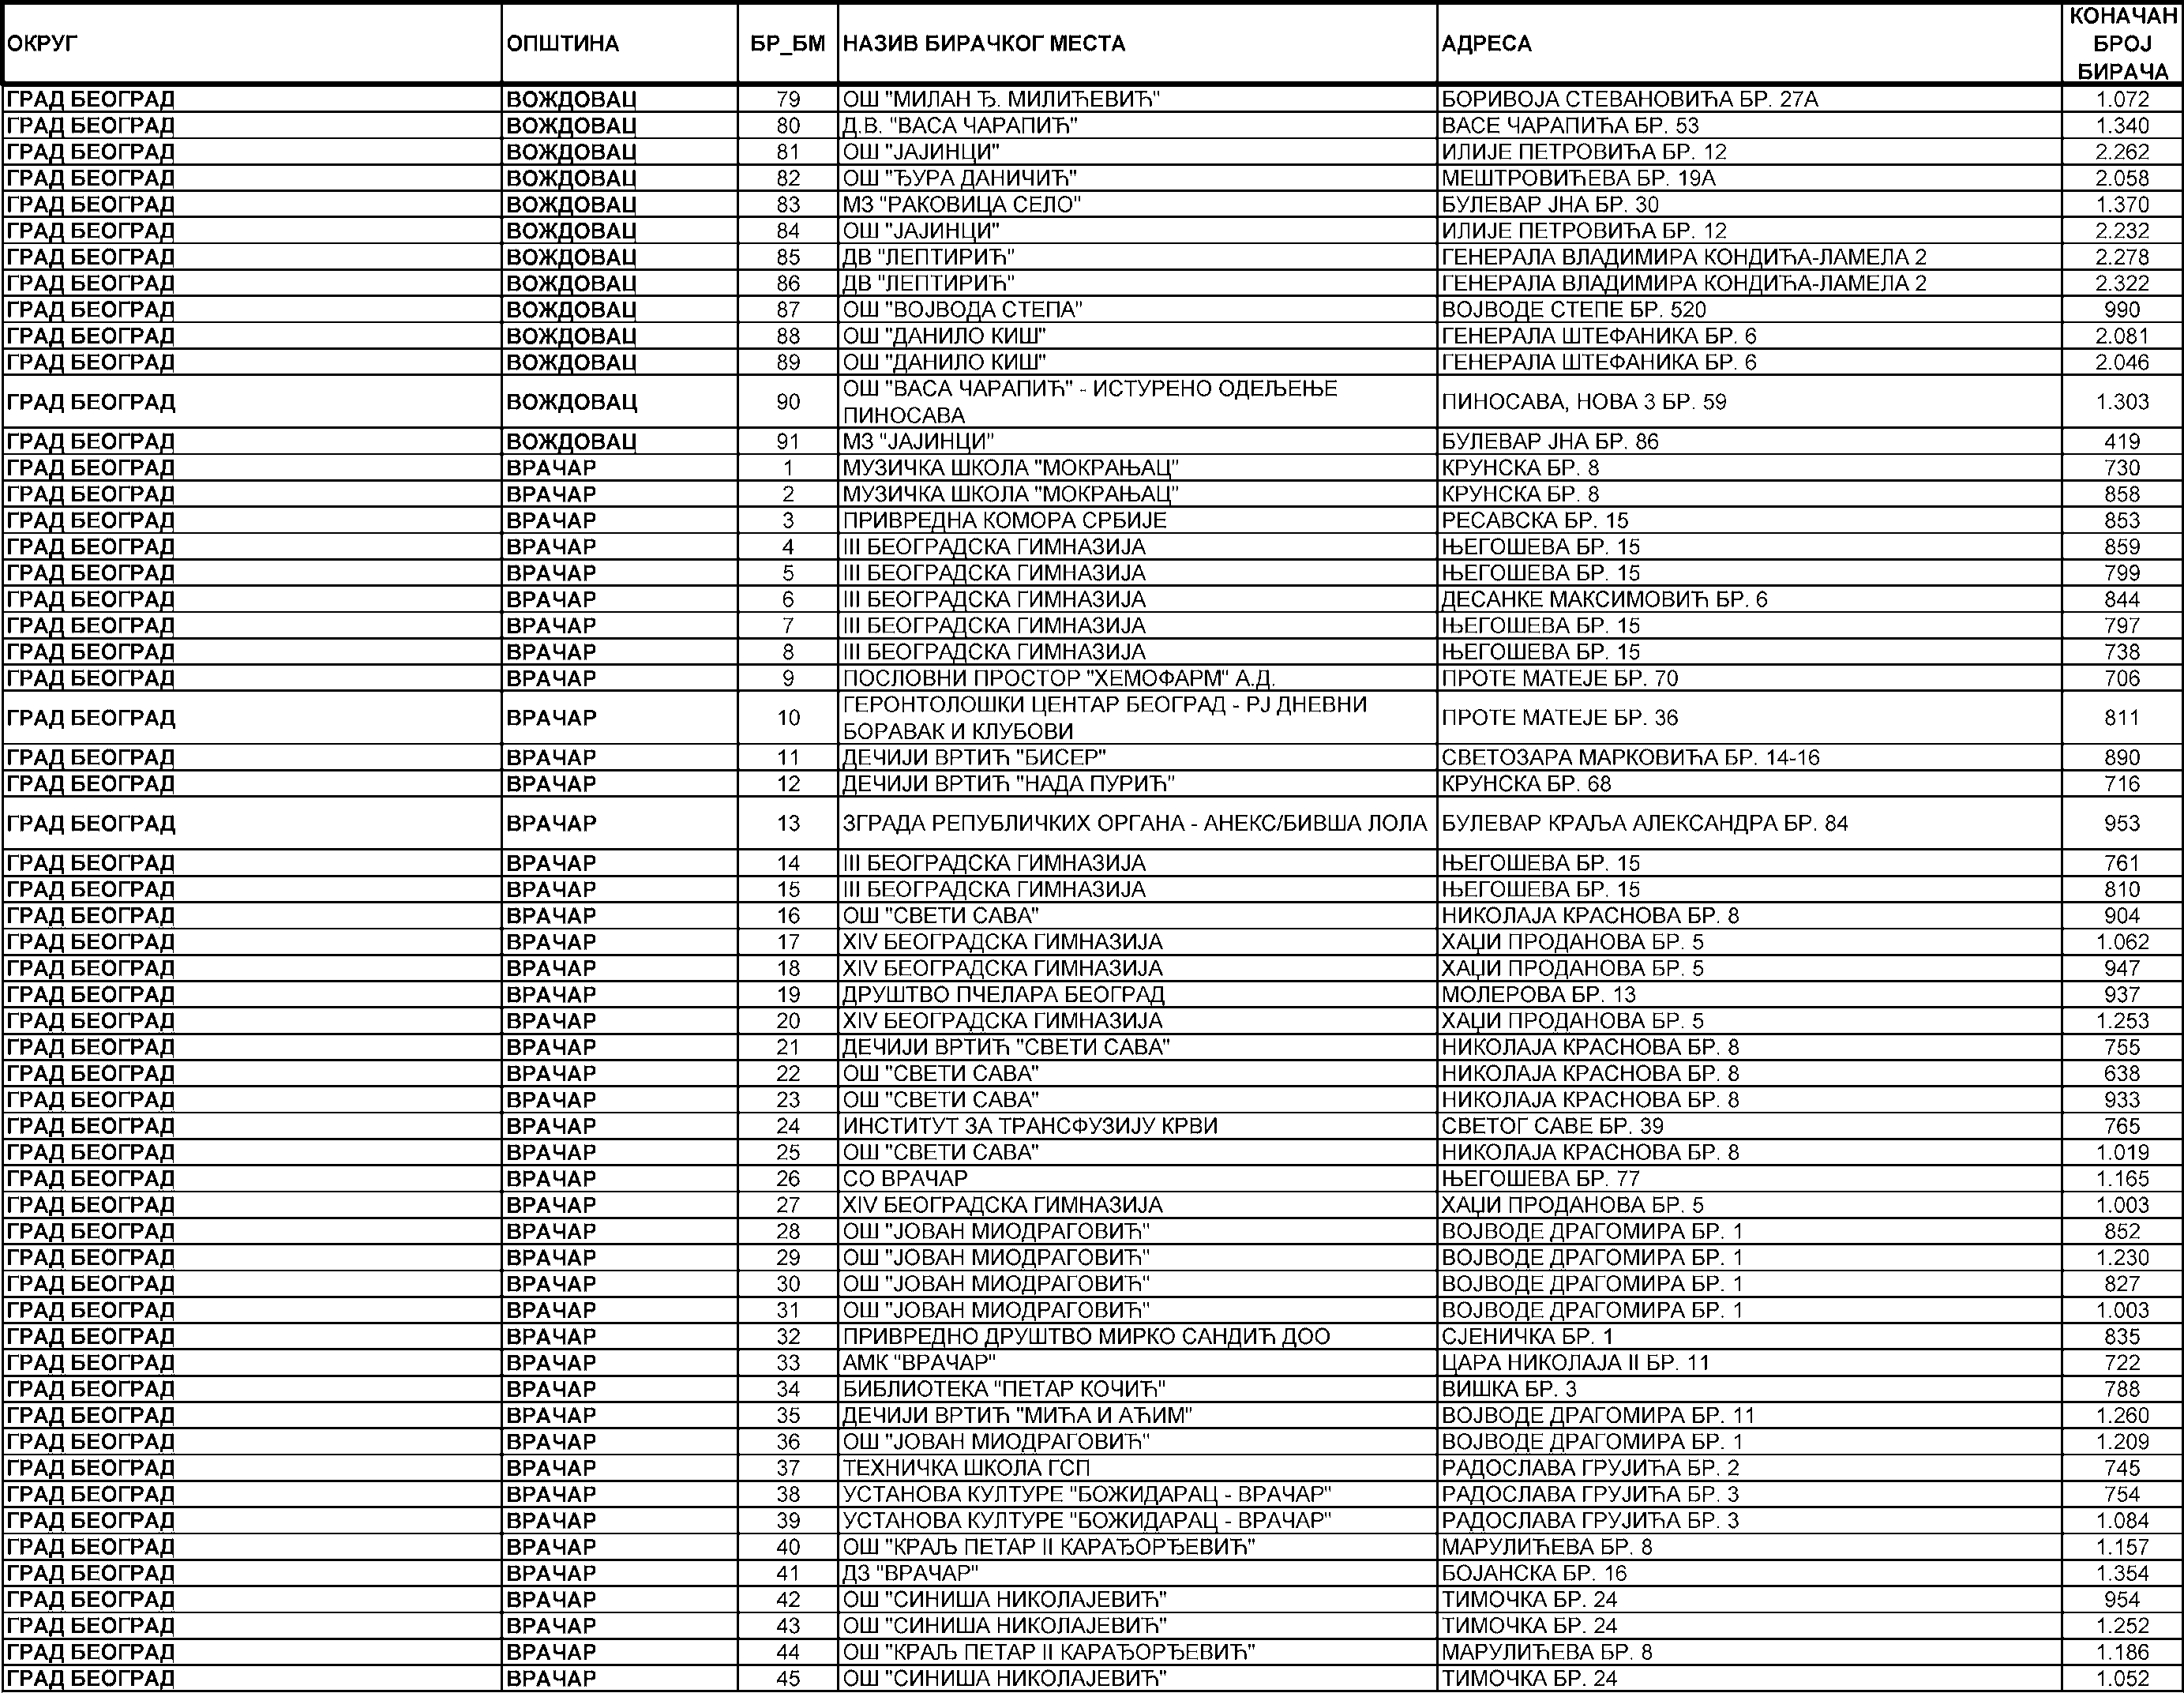 ОКРУГ ОПШТИНА БР_БМ НАЗИВ БИРАЧКОГ МЕСТА АДРЕСА КОНАЧАН БРОЈ БИРАЧА
ГРАД БЕОГРАД ВОЖДОВАЦ 79 ОШ "МИЛАН Ђ. МИЛИЋЕВИЋ" БОРИВОЈА СТЕВАНОВИЋА БР. 27А 1.072
ГРАД БЕОГРАД ВОЖДОВАЦ 80 Д.В. "ВАСА ЧАРАПИЋ" ВАСЕ ЧАРАПИЋА БР. 53 1.340
ГРАД БЕОГРАД ВОЖДОВАЦ 81 ОШ "ЈАЈИНЦИ" ИЛИЈЕ ПЕТРОВИЋА БР. 12 2.262
ГРАД БЕОГРАД ВОЖДОВАЦ 82 ОШ "ЂУРА ДАНИЧИЋ" МЕШТРОВИЋЕВА БР. 19А 2.058
ГРАД БЕОГРАД ВОЖДОВАЦ 83 МЗ "РАКОВИЦА СЕЛО" БУЛЕВАР ЈНА БР. 30 1.370
ГРАД БЕОГРАД ВОЖДОВАЦ 84 ОШ "ЈАЈИНЦИ" ИЛИЈЕ ПЕТРОВИЋА БР. 12 2.232
ГРАД БЕОГРАД ВОЖДОВАЦ 85 ДВ "ЛЕПТИРИЋ" ГЕНЕРАЛА ВЛАДИМИРА КОНДИЋА-ЛАМЕЛА 2 2.278
ГРАД БЕОГРАД ВОЖДОВАЦ 86 ДВ "ЛЕПТИРИЋ" ГЕНЕРАЛА ВЛАДИМИРА КОНДИЋА-ЛАМЕЛА 2 2.322
ГРАД БЕОГРАД ВОЖДОВАЦ 87 ОШ "ВОЈВОДА СТЕПА" ВОЈВОДЕ СТЕПЕ БР. 520 990
ГРАД БЕОГРАД ВОЖДОВАЦ 88 ОШ "ДАНИЛО КИШ" ГЕНЕРАЛА ШТЕФАНИКА БР. 6 2.081
ГРАД БЕОГРАД ВОЖДОВАЦ 89 ОШ "ДАНИЛО КИШ" ГЕНЕРАЛА ШТЕФАНИКА БР. 6 2.046
ГРАД БЕОГРАД ВОЖДОВАЦ 90 ОШ "ВАСА ЧАРАПИЋ" - ИСТУРЕНО ОДЕЉЕЊЕ ПИНОСАВА ПИНОСАВА, НОВА 3 БР. 59 1.303
ГРАД БЕОГРАД ВОЖДОВАЦ 91 МЗ "ЈАЈИНЦИ" БУЛЕВАР ЈНА БР. 86 419
ГРАД БЕОГРАД ВРАЧАР 1 МУЗИЧКА ШКОЛА "МОКРАЊАЦ" КРУНСКА БР. 8 730
ГРАД БЕОГРАД ВРАЧАР 2 МУЗИЧКА ШКОЛА "МОКРАЊАЦ" КРУНСКА БР. 8 858
ГРАД БЕОГРАД ВРАЧАР 3 ПРИВРЕДНА КОМОРА СРБИЈЕ РЕСАВСКА БР. 15 853
ГРАД БЕОГРАД ВРАЧАР 4 III БЕОГРАДСКА ГИМНАЗИЈА ЊЕГОШЕВА БР. 15 859
ГРАД БЕОГРАД ВРАЧАР 5 III БЕОГРАДСКА ГИМНАЗИЈА ЊЕГОШЕВА БР. 15 799
ГРАД БЕОГРАД ВРАЧАР 6 III БЕОГРАДСКА ГИМНАЗИЈА ДЕСАНКЕ МАКСИМОВИЋ БР. 6 844
ГРАД БЕОГРАД ВРАЧАР 7 III БЕОГРАДСКА ГИМНАЗИЈА ЊЕГОШЕВА БР. 15 797
ГРАД БЕОГРАД ВРАЧАР 8 III БЕОГРАДСКА ГИМНАЗИЈА ЊЕГОШЕВА БР. 15 738
ГРАД БЕОГРАД ВРАЧАР 9 ПОСЛОВНИ ПРОСТОР "ХЕМОФАРМ" А.Д. ПРОТЕ МАТЕЈЕ БР. 70 706
ГРАД БЕОГРАД ВРАЧАР 10 ГЕРОНТОЛОШКИ ЦЕНТАР БЕОГРАД - РЈ ДНЕВНИ БОРАВАК И КЛУБОВИ ПРОТЕ МАТЕЈЕ БР. 36 811
ГРАД БЕОГРАД ВРАЧАР 11 ДЕЧИЈИ ВРТИЋ "БИСЕР" СВЕТОЗАРА МАРКОВИЋА БР. 14-16 890
ГРАД БЕОГРАД ВРАЧАР 12 ДЕЧИЈИ ВРТИЋ "НАДА ПУРИЋ" КРУНСКА БР. 68 716
ГРАД БЕОГРАД ВРАЧАР 13 ЗГРАДА РЕПУБЛИЧКИХ ОРГАНА - АНЕКС/БИВША ЛОЛА БУЛЕВАР КРАЉА АЛЕКСАНДРА БР. 84 953
ГРАД БЕОГРАД ВРАЧАР 14 III БЕОГРАДСКА ГИМНАЗИЈА ЊЕГОШЕВА БР. 15 761
ГРАД БЕОГРАД ВРАЧАР 15 III БЕОГРАДСКА ГИМНАЗИЈА ЊЕГОШЕВА БР. 15 810
ГРАД БЕОГРАД ВРАЧАР 16 ОШ "СВЕТИ САВА" НИКОЛАЈА КРАСНОВА БР. 8 904
ГРАД БЕОГРАД ВРАЧАР 17 XIV БЕОГРАДСКА ГИМНАЗИЈА ХАЏИ ПРОДАНОВА БР. 5 1.062
ГРАД БЕОГРАД ВРАЧАР 18 XIV БЕОГРАДСКА ГИМНАЗИЈА ХАЏИ ПРОДАНОВА БР. 5 947
ГРАД БЕОГРАД ВРАЧАР 19 ДРУШТВО ПЧЕЛАРА БЕОГРАД МОЛЕРОВА БР. 13 937
ГРАД БЕОГРАД ВРАЧАР 20 XIV БЕОГРАДСКА ГИМНАЗИЈА ХАЏИ ПРОДАНОВА БР. 5 1.253
ГРАД БЕОГРАД ВРАЧАР 21 ДЕЧИЈИ ВРТИЋ "СВЕТИ САВА" НИКОЛАЈА КРАСНОВА БР. 8 755
ГРАД БЕОГРАД ВРАЧАР 22 ОШ "СВЕТИ САВА" НИКОЛАЈА КРАСНОВА БР. 8 638
ГРАД БЕОГРАД ВРАЧАР 23 ОШ "СВЕТИ САВА" НИКОЛАЈА КРАСНОВА БР. 8 933
ГРАД БЕОГРАД ВРАЧАР 24 ИНСТИТУТ ЗА ТРАНСФУЗИЈУ КРВИ СВЕТОГ САВЕ БР. 39 765
ГРАД БЕОГРАД ВРАЧАР 25 ОШ "СВЕТИ САВА" НИКОЛАЈА КРАСНОВА БР. 8 1.019
ГРАД БЕОГРАД ВРАЧАР 26 СО ВРАЧАР ЊЕГОШЕВА БР. 77 1.165
ГРАД БЕОГРАД ВРАЧАР 27 XIV БЕОГРАДСКА ГИМНАЗИЈА ХАЏИ ПРОДАНОВА БР. 5 1.003
ГРАД БЕОГРАД ВРАЧАР 28 ОШ "ЈОВАН МИОДРАГОВИЋ" ВОЈВОДЕ ДРАГОМИРА БР. 1 852
ГРАД БЕОГРАД ВРАЧАР 29 ОШ "ЈОВАН МИОДРАГОВИЋ" ВОЈВОДЕ ДРАГОМИРА БР. 1 1.230
ГРАД БЕОГРАД ВРАЧАР 30 ОШ "ЈОВАН МИОДРАГОВИЋ" ВОЈВОДЕ ДРАГОМИРА БР. 1 827
ГРАД БЕОГРАД ВРАЧАР 31 ОШ "ЈОВАН МИОДРАГОВИЋ" ВОЈВОДЕ ДРАГОМИРА БР. 1 1.003
ГРАД БЕОГРАД ВРАЧАР 32 ПРИВРЕДНО ДРУШТВО МИРКО САНДИЋ ДОО СЈЕНИЧКА БР. 1 835
ГРАД БЕОГРАД ВРАЧАР 33 АМК "ВРАЧАР" ЦАРА НИКОЛАЈА II БР. 11 722
ГРАД БЕОГРАД ВРАЧАР 34 БИБЛИОТЕКА "ПЕТАР КОЧИЋ" ВИШКА БР. 3 788
ГРАД БЕОГРАД ВРАЧАР 35 ДЕЧИЈИ ВРТИЋ "МИЋА И АЋИМ" ВОЈВОДЕ ДРАГОМИРА БР. 11 1.260
ГРАД БЕОГРАД ВРАЧАР 36 ОШ "ЈОВАН МИОДРАГОВИЋ" ВОЈВОДЕ ДРАГОМИРА БР. 1 1.209
ГРАД БЕОГРАД ВРАЧАР 37 ТЕХНИЧКА ШКОЛА ГСП РАДОСЛАВА ГРУЈИЋА БР. 2 745
ГРАД БЕОГРАД ВРАЧАР 38 УСТАНОВА КУЛТУРЕ "БОЖИДАРАЦ - ВРАЧАР" РАДОСЛАВА ГРУЈИЋА БР. 3 754
ГРАД БЕОГРАД ВРАЧАР 39 УСТАНОВА КУЛТУРЕ "БОЖИДАРАЦ - ВРАЧАР" РАДОСЛАВА ГРУЈИЋА БР. 3 1.084
ГРАД БЕОГРАД ВРАЧАР 40 ОШ "КРАЉ ПЕТАР II КАРАЂОРЂЕВИЋ" МАРУЛИЋЕВА БР. 8 1.157
ГРАД БЕОГРАД ВРАЧАР 41 ДЗ "ВРАЧАР" БОЈАНСКА БР. 16 1.354
ГРАД БЕОГРАД ВРАЧАР 42 ОШ "СИНИША НИКОЛАЈЕВИЋ" ТИМОЧКА БР. 24 954
ГРАД БЕОГРАД ВРАЧАР 43 ОШ "СИНИША НИКОЛАЈЕВИЋ" ТИМОЧКА БР. 24 1.252
ГРАД БЕОГРАД ВРАЧАР 44 ОШ "КРАЉ ПЕТАР II КАРАЂОРЂЕВИЋ" МАРУЛИЋЕВА БР. 8 1.186
ГРАД БЕОГРАД ВРАЧАР 45 ОШ "СИНИША НИКОЛАЈЕВИЋ" ТИМОЧКА БР. 24 1.052